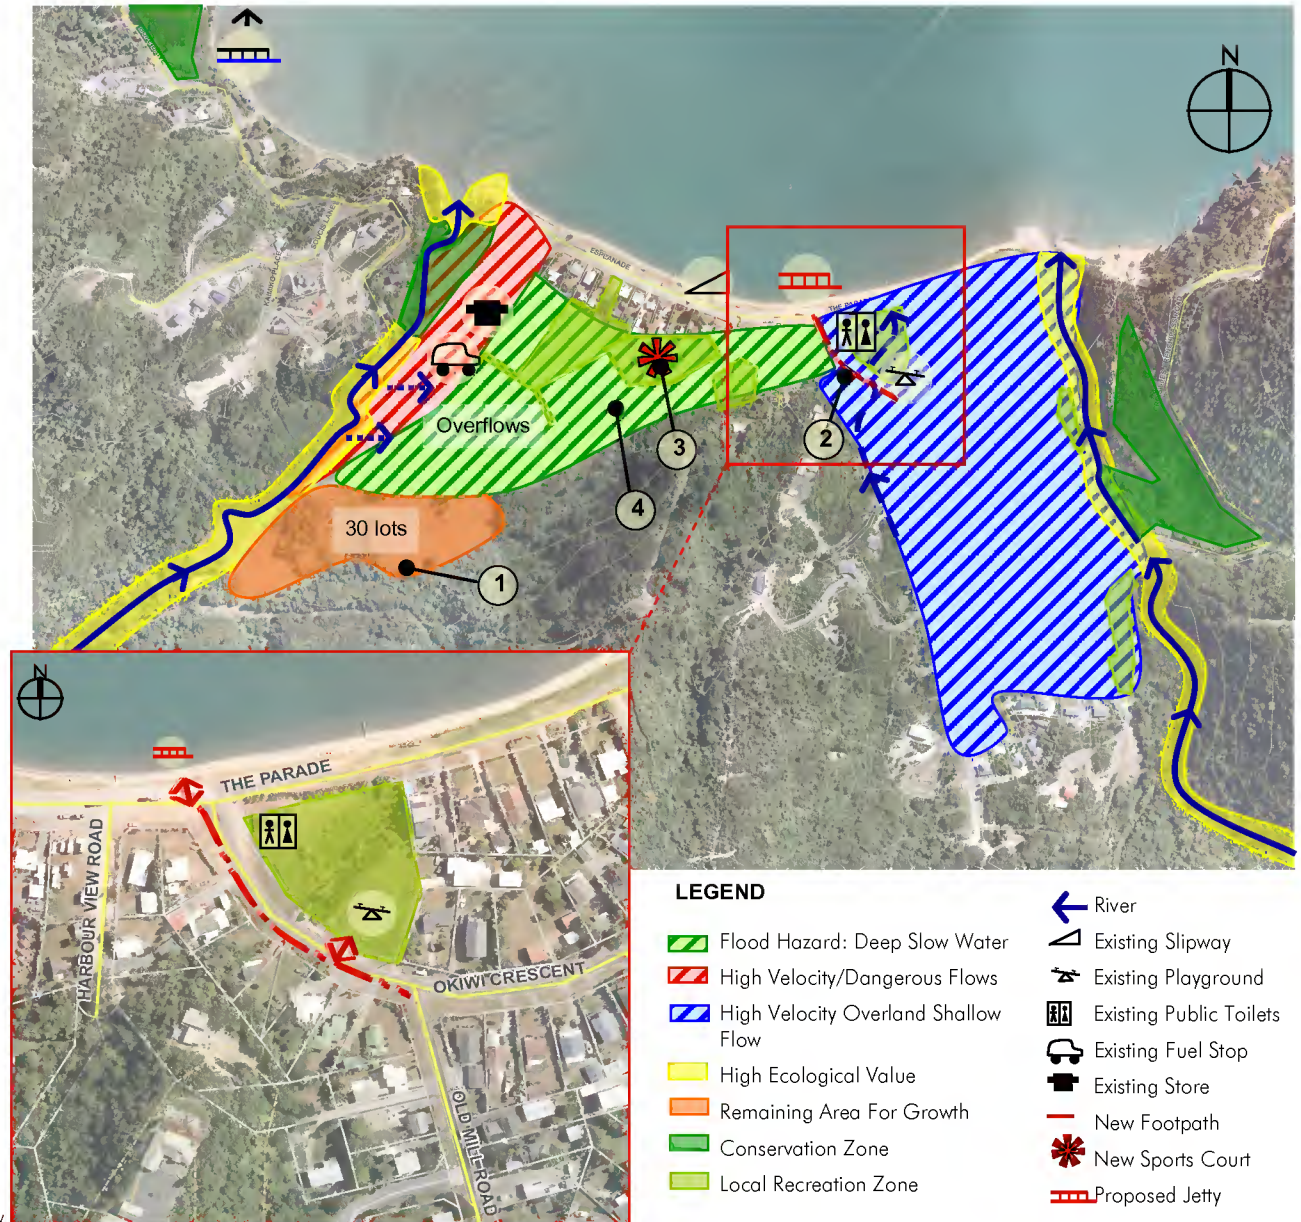 N
ESPLANADE
THE PARA
Overflows
30 lots
1
2
3
4
N
THE PARADE
HARBOUR VIEW ROAD
OKIWI CRESCENT
OLD MILL ROAD
LEGEND
Flood Hazard: Deep Slow Water
High Velocity/Dangerous Flows
High Velocity Overland Shallow
Flow
High Ecological Value
Remaining Area For Growth
Conservation Zone
Local Recreation Zone
River
Existing Slipway
Existing Playground
Existing Public Toilets
Existing Fuel Stop
Existing Store
New Footpath
New Sports Court
Proposed Jetty